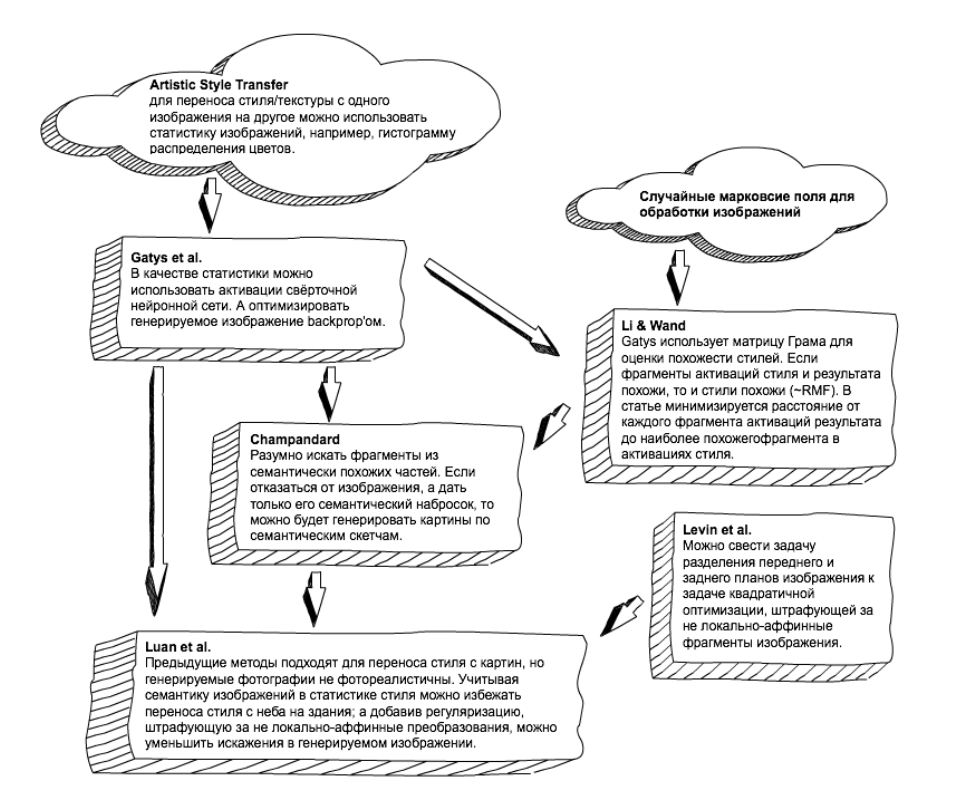 Artistic Style Transfer
для переноса стиля/текстуры с одного
изображения на другое можно использовать
статистику изображений, например, гистограмму
распределения цветов.
Случайные марковсие поля для
обработки изображений
Gatys et al.
В качестве статистики можно
использовать активации свёрточной
нейронной сети. А оптимизировать
генерируемое изображение backprop'ом.
Li & Wand
Gatys использует матрицу Грама для
оценки похожести стилей. Если
фрагменты активаций стиля и результата
похожи, то и стили похожи (~RMF). В
статье минимизируется расстояние от
каждого фрагмента активаций результата
до наиболее похожегофрагмента в
активациях стиля.
Champandard
Разумно искать фрагменты из
семантически похожих частей. Если
отказаться от изображения, а дать
только его семантический набросок, то
можно будет генерировать картины по
семантическим скетчам.
Levin et al.
Можно свести задачу
разделения переднего и
заднего планов изображения к
задаче квадратичной
оптимизации, штрафующей за
не локально-аффинные
фрагменты изображения.
Luan et al.
Предыдущие методы подходят для переноса стиля с картин, но
генерируемые фотографии не фотореалистичны. Учитывая
семантику изображений в статистике стиля можно избежать
переноса стиля с неба на здания; а добавив регуляризацию,
штрафующую за не локально-аффинные преобразования, можно
уменьшить искажения в генерируемом изображении.